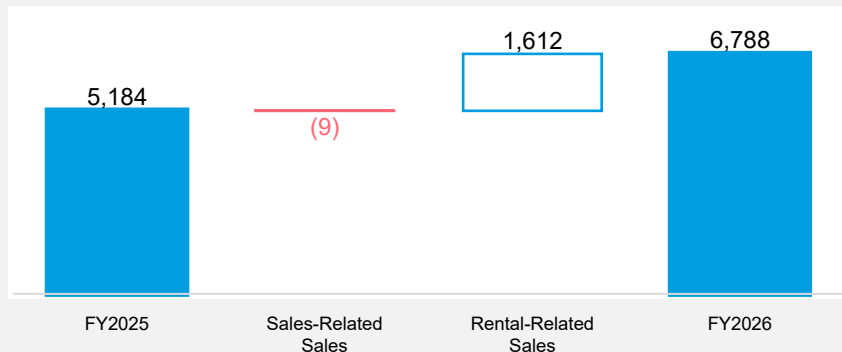 5,184
(9)
1,612
6,788
FY2025
Sales-Related
Sales
Rental-Related
Sales
FY2026